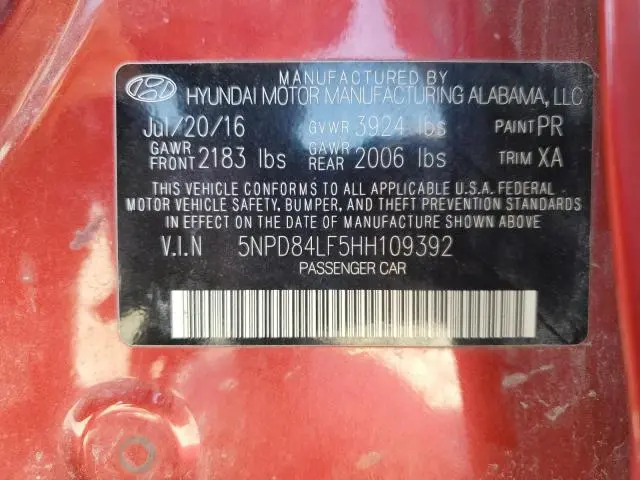 MANUFACTURED BY
HYUNDAI MOTOR MANUFACTURING ALABAMA, LLC
Jul/20/16 GVWR 3924 lbs PAINT PR
GAWR FRONT 2183 lbs GAWR REAR 2006 lbs TRIM XA
THIS VEHICLE CONFORMS TO ALL APPLICABLE U.S.A. FEDERAL
MOTOR VEHICLE SAFETY, BUMPER, AND THEFT PREVENTION STANDARDS
IN EFFECT ON THE DATE OF MANUFACTURE SHOWN ABOVE
V.I.N 5NPD84LF5HH109392
PASSENGER CAR